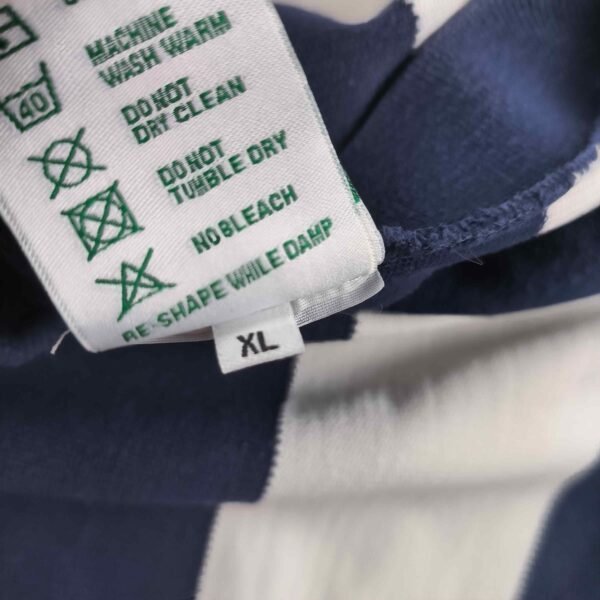 MACHINE
WASH WARM
40
DO NOT
DRY CLEAN
DO NOT
TUMBLE DRY
NO BLEACH
RE-SHAPE WHILE DAMP
XL